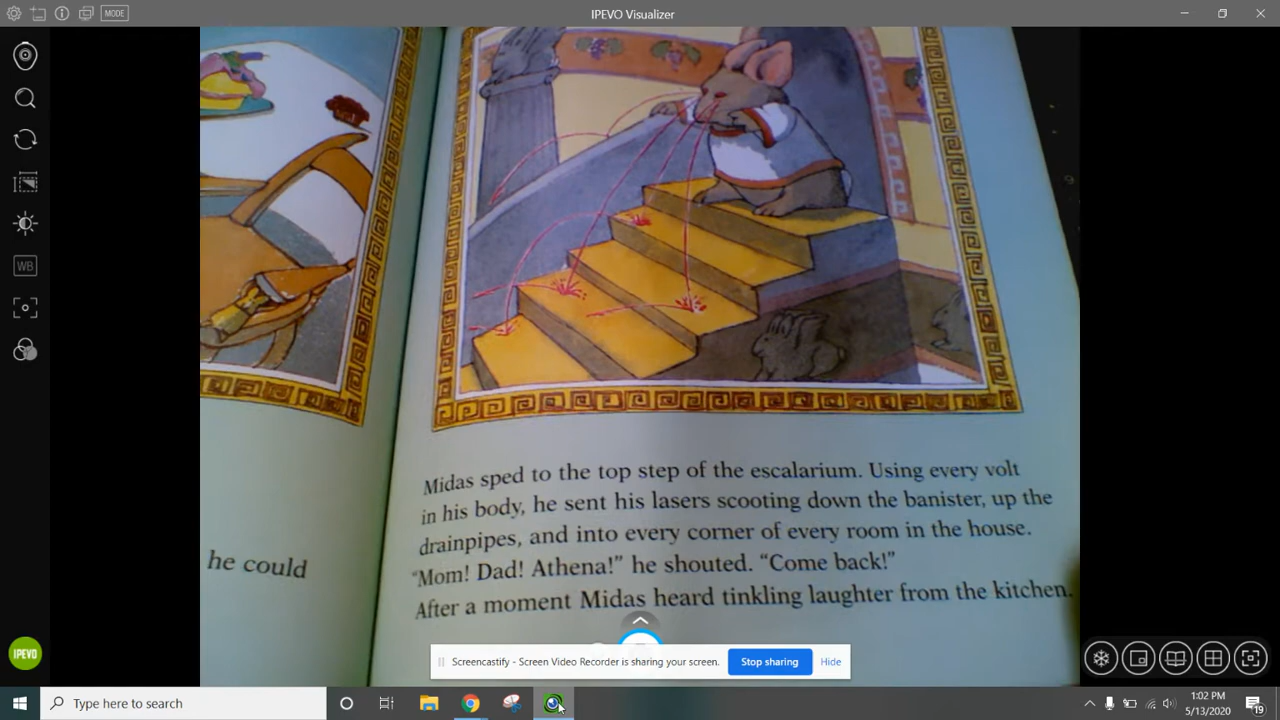 MODE
IPEVO Visualizer
WB
he could
Midas sped to the top step of the escalarium. Using every volt
in his body, he sent his lasers scooting down the banister, up the
drainpipes, and into every corner of every room in the house.
"Mom! Dad! Athena!" he shouted. "Come back!"
After a moment Midas heard tinkling laughter from the kitchen.
IPEVO
Screencastify - Screen Video Recorder is sharing your screen.
Stop sharing
Hide
Type here to search
1:02 PM
5/13/2020
19